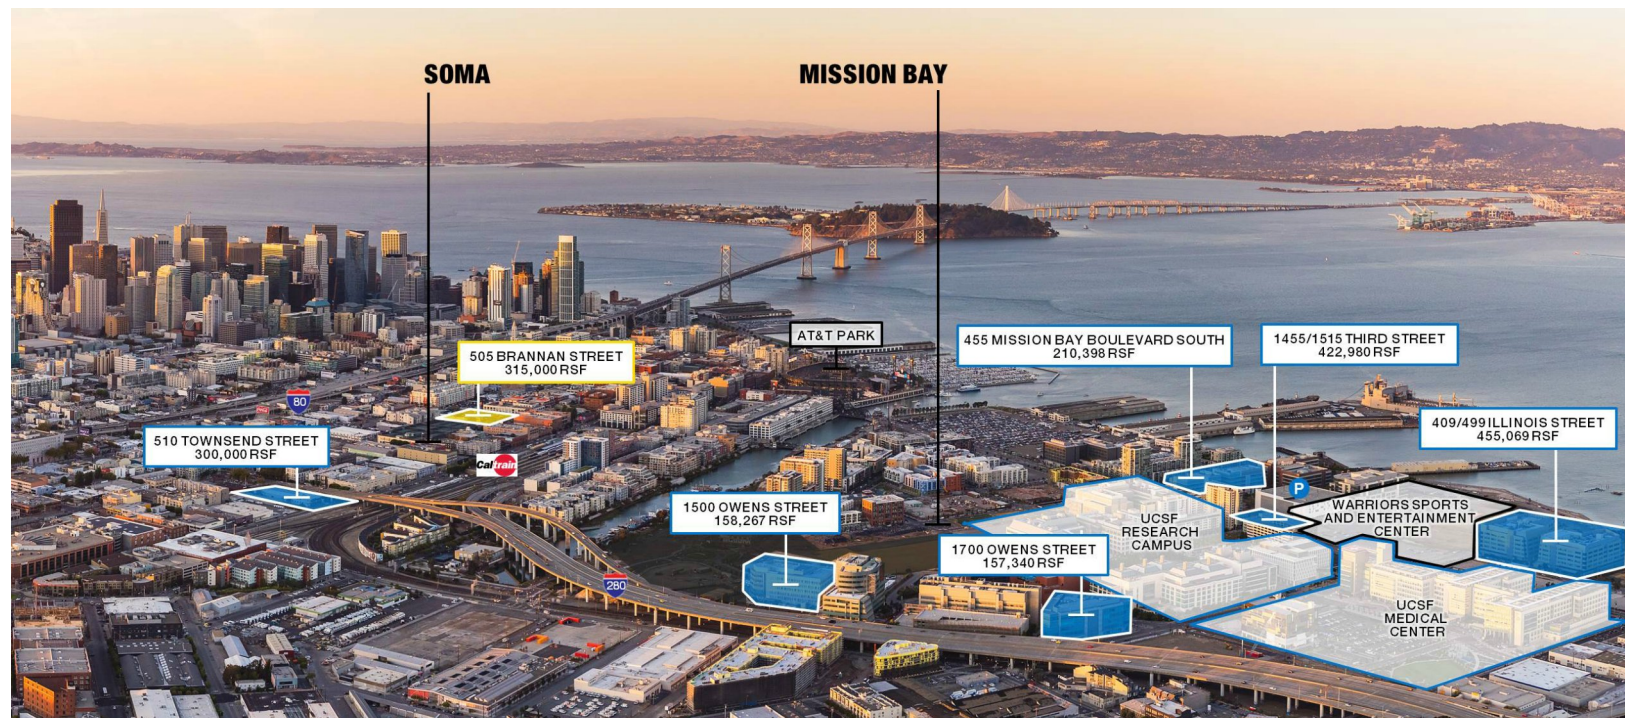 SOMA
MISSION BAY
AT&T PARK
505 BRANNAN STREET
315,000 RSF
455 MISSION BAY BOULEVARD SOUTH
210,398 RSF
1455/1515 THIRD STREET
422,980 RSF
80
510 TOWNSEND STREET
300,000 RSF
409/499 ILLINOIS STREET
455,069 RSF
Caltrain
P
1500 OWENS STREET
158,267 RSF
WARRIORS SPORTS
AND ENTERTAINMENT
CENTER
UCSF
RESEARCH
CAMPUS
1700 OWENS STREET
157,340 RSF
280
UCSF
MEDICAL
CENTER